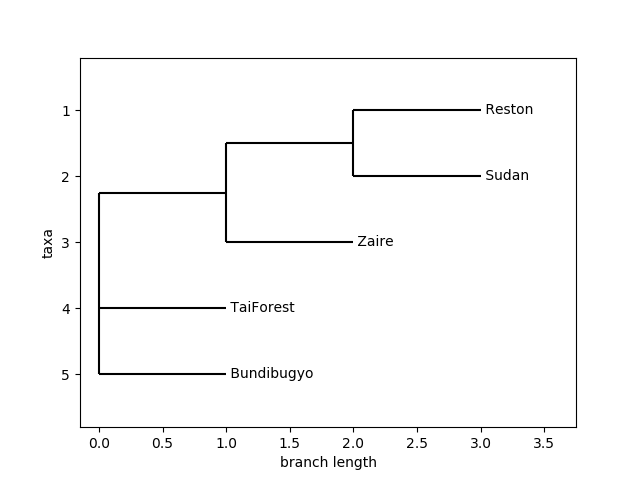 1
Reston
2
Sudan
3
Zaire
4
TaiForest
5
Bundibugyo
taxa
0.0 0.5 1.0 1.5 2.0 2.5 3.0 3.5
branch length